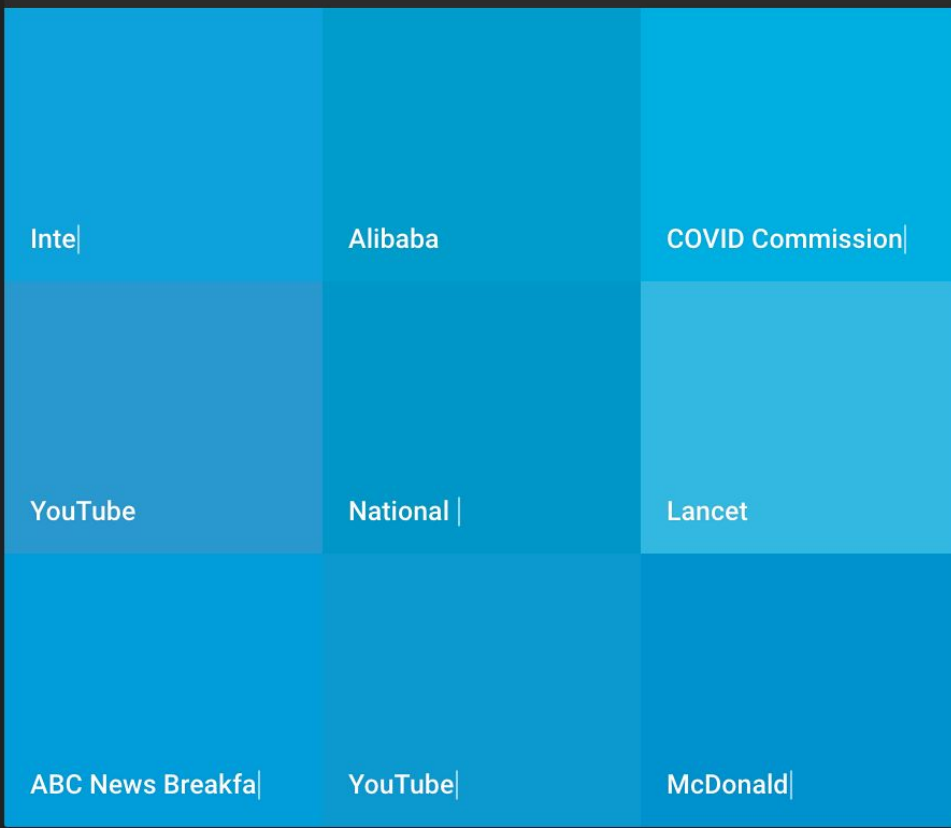 Inte
Alibaba
COVID Commission
YouTube
National
Lancet
ABC News Breakfa
YouTube
McDonald